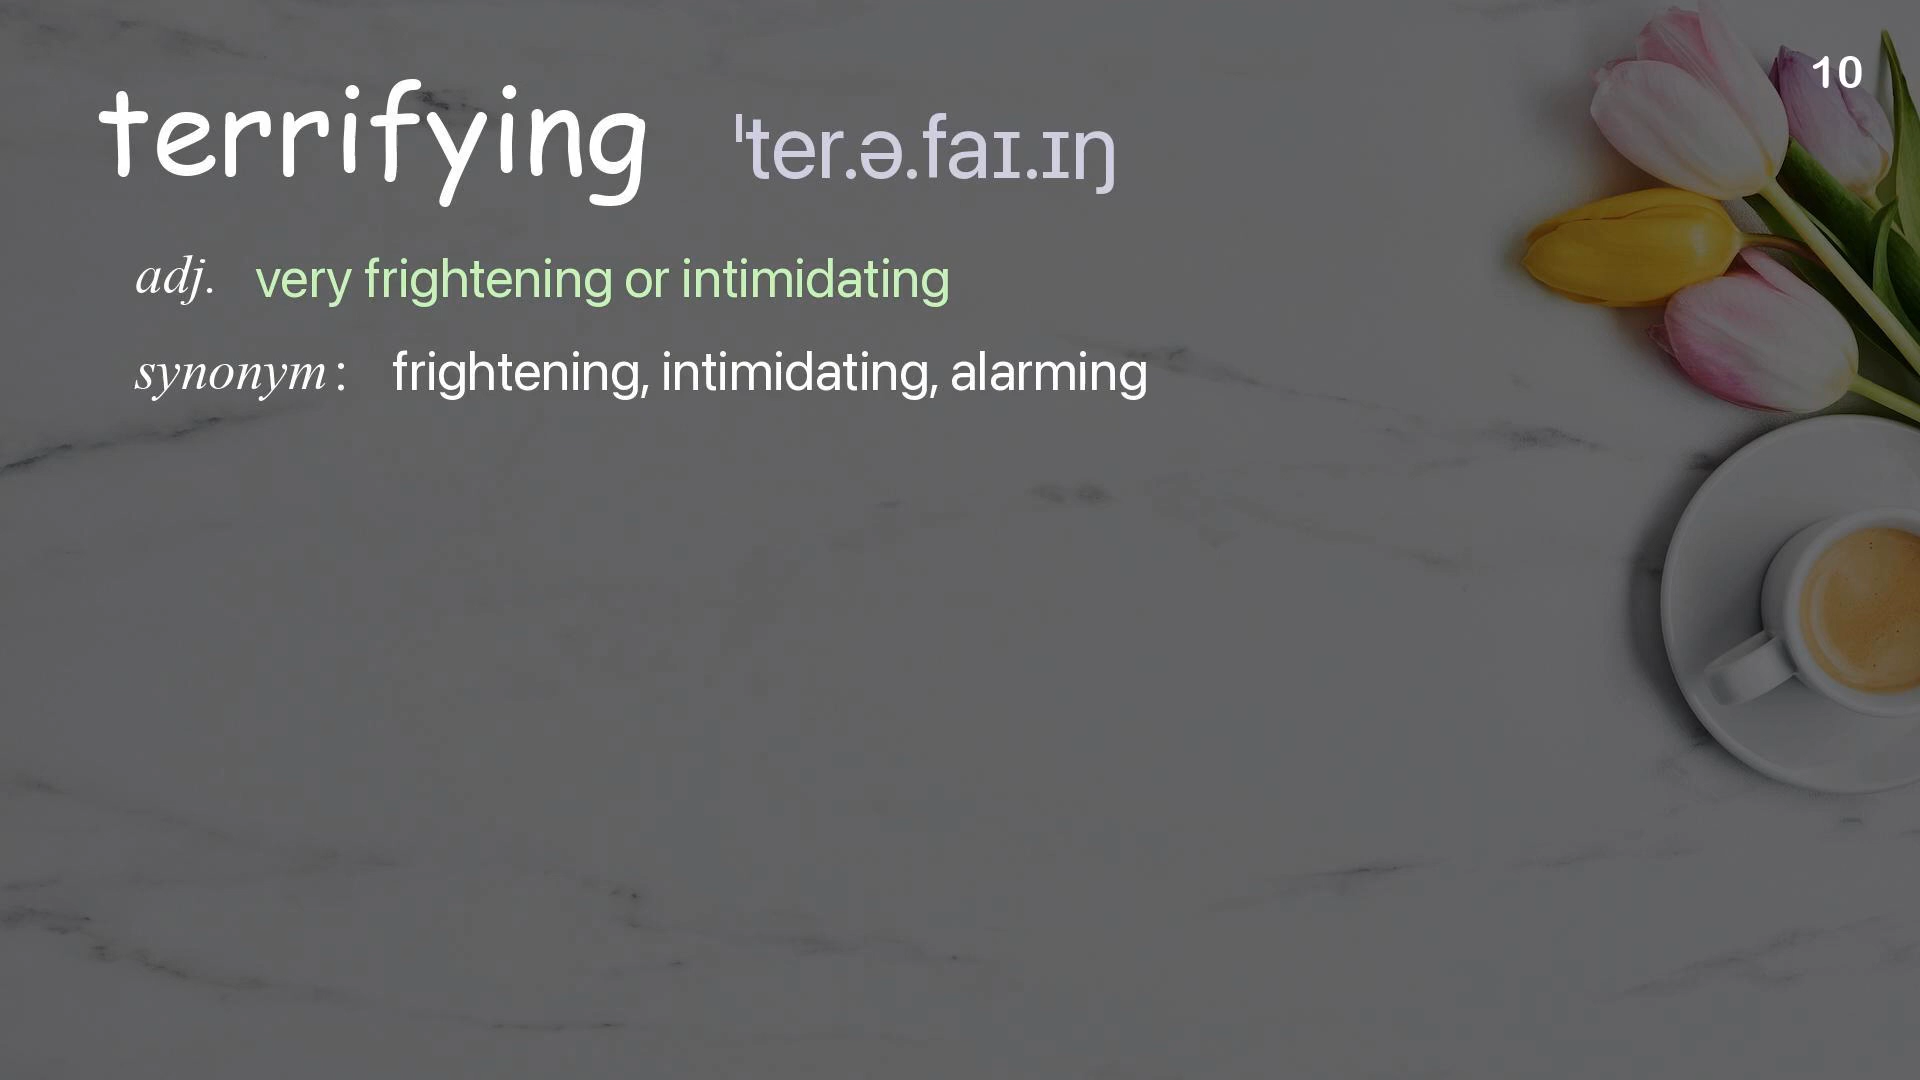 10
terrifying ˈter.ə.faɪ.ɪŋ
adj. very frightening or intimidating
synonym : frightening, intimidating, alarming